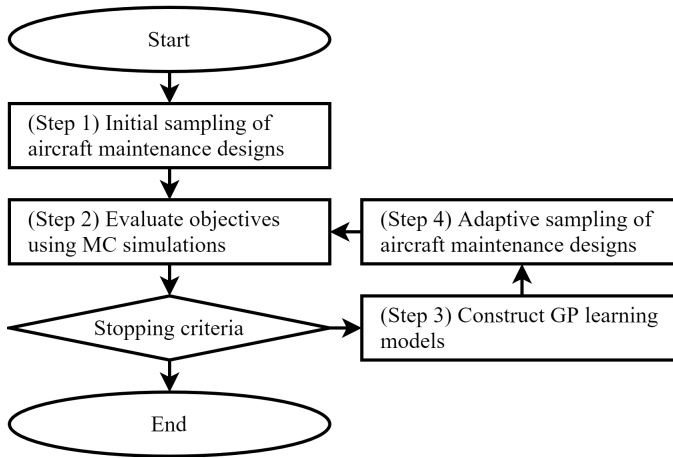 Start
(Step 1) Initial sampling of
aircraft maintenance designs
(Step 2) Evaluate objectives
using MC simulations
(Step 4) Adaptive sampling of
aircraft maintenance designs
Stopping criteria
(Step 3) Construct GP learning
models
End